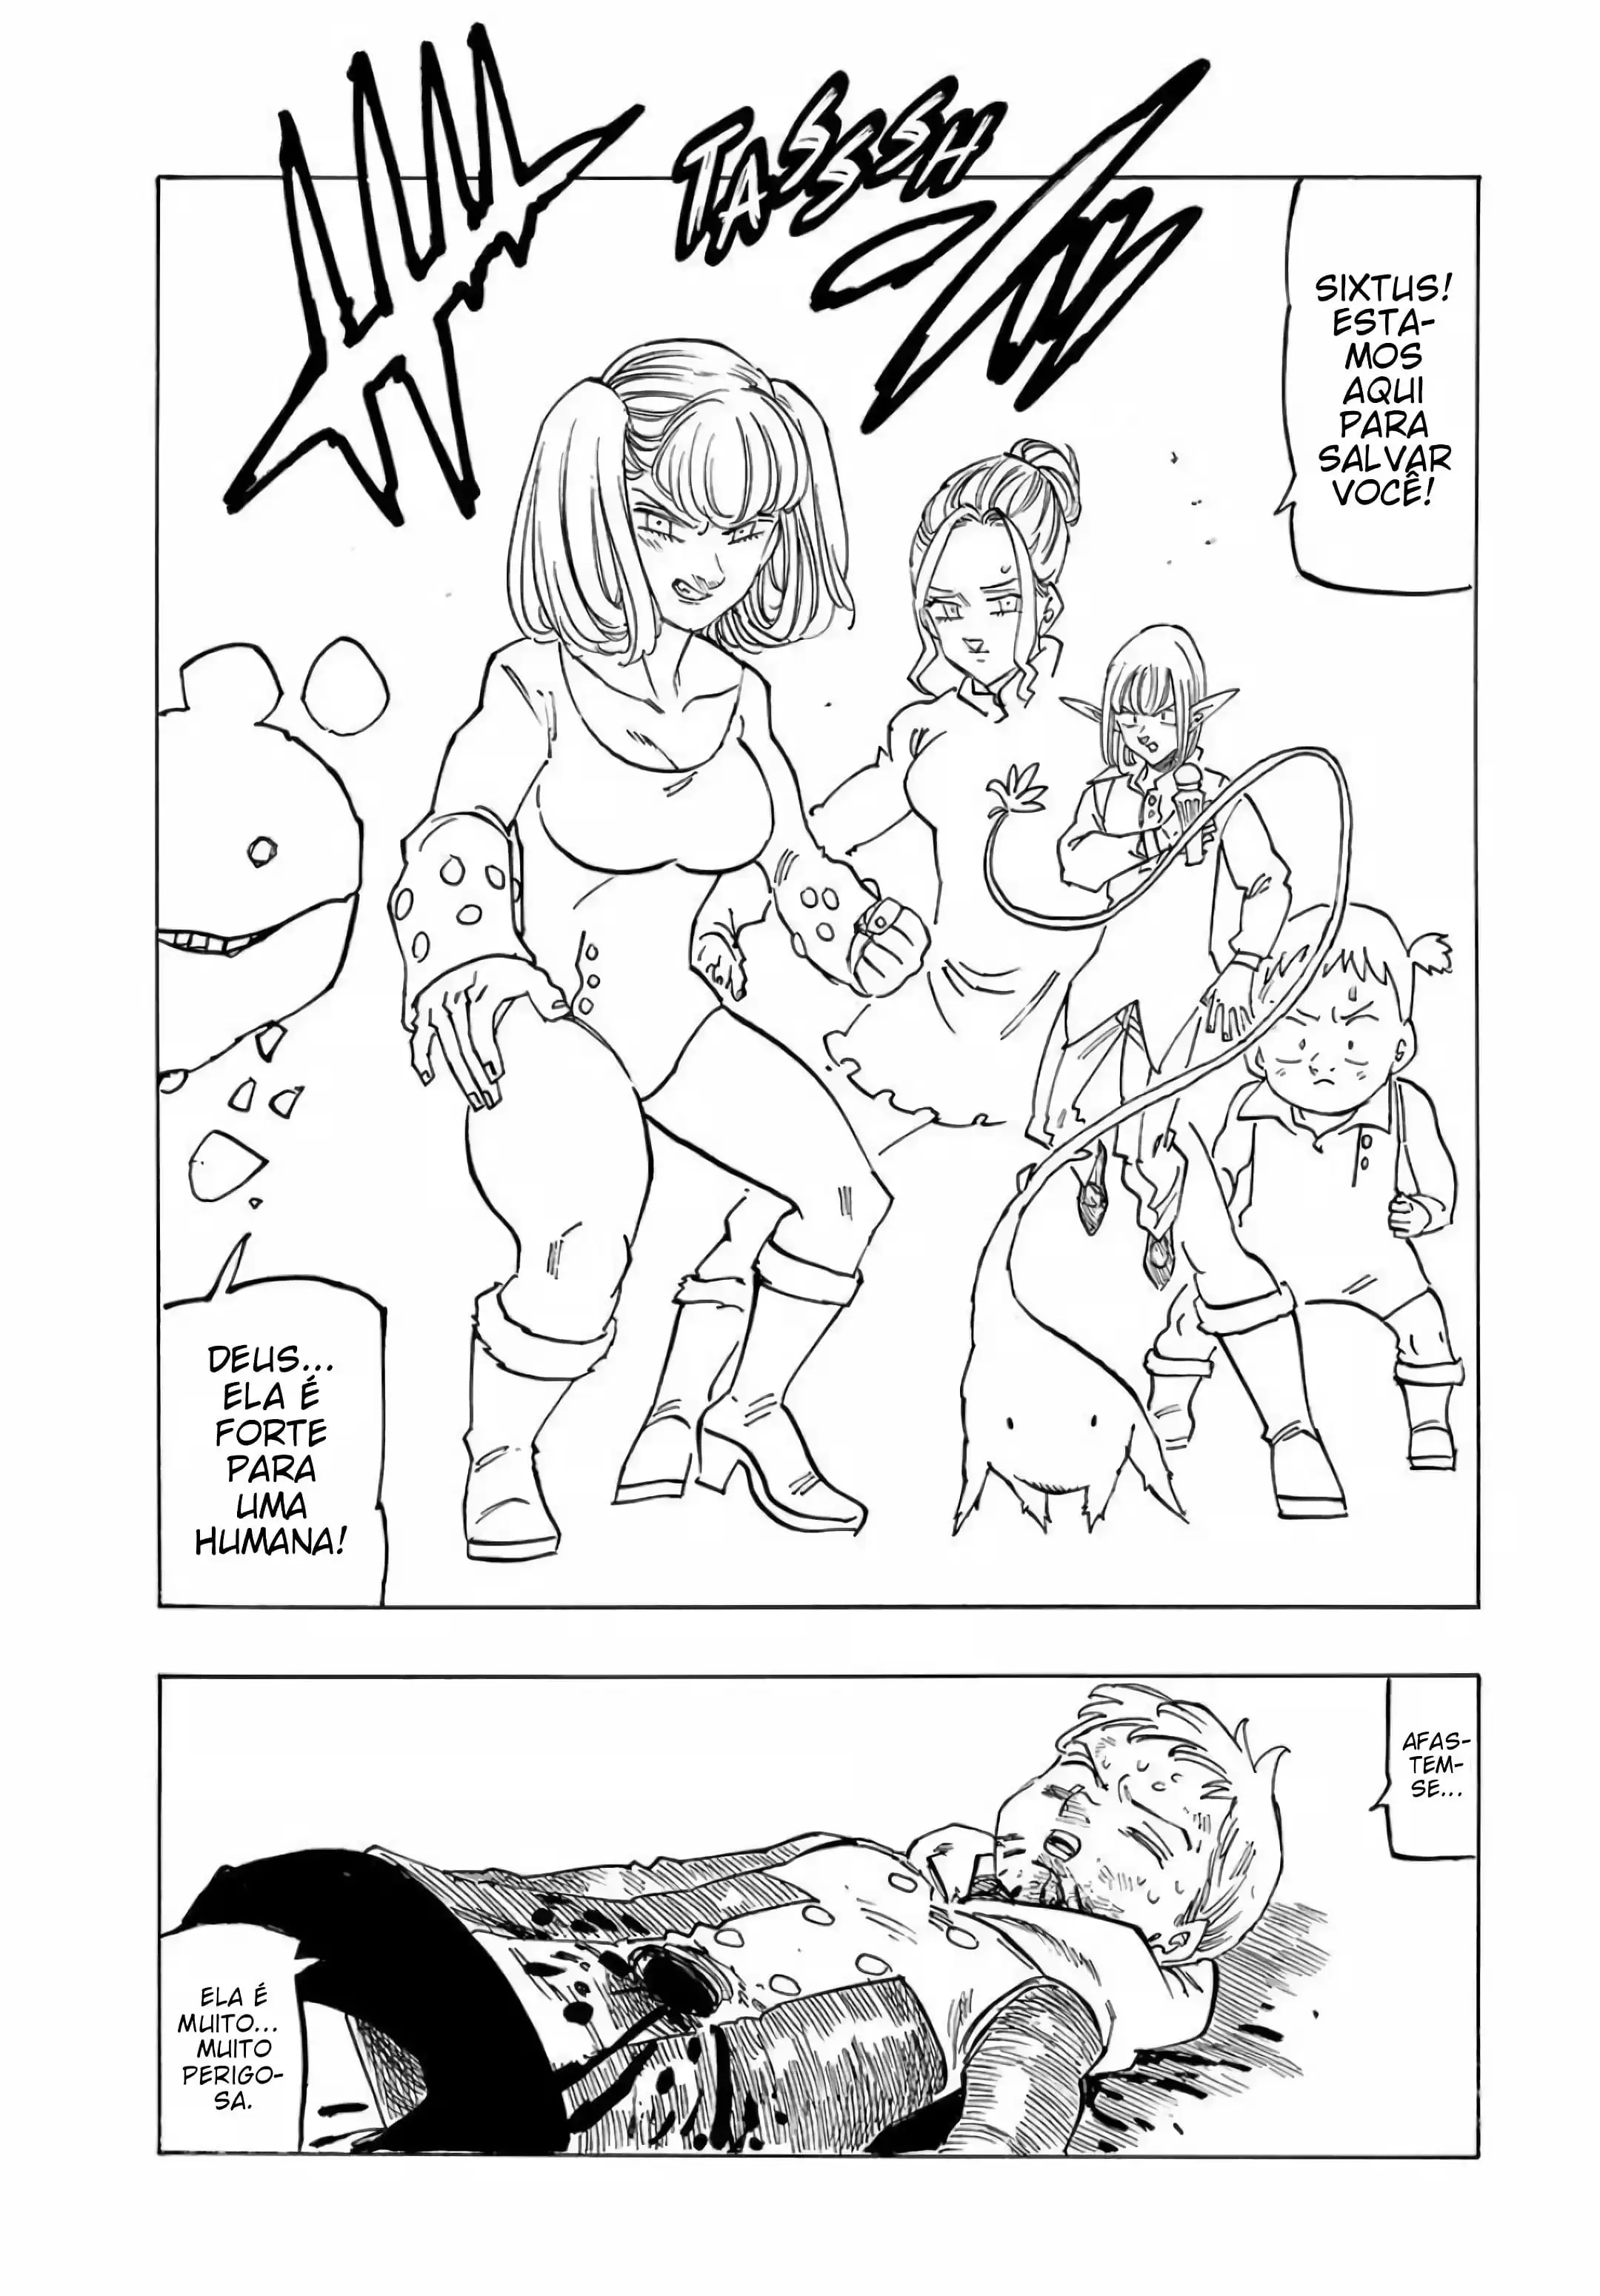 TASSSSH
SIXTUS!
ESTA-
MOS
AQUI
PARA
SALVAR
VOCÊ!
DEUS...
ELA É
FORTE
PARA
UMA
HUMANA!
AFAS-
TEM-
SE...
ELA É
MUITO...
MUITO
PERIGO-
SA.